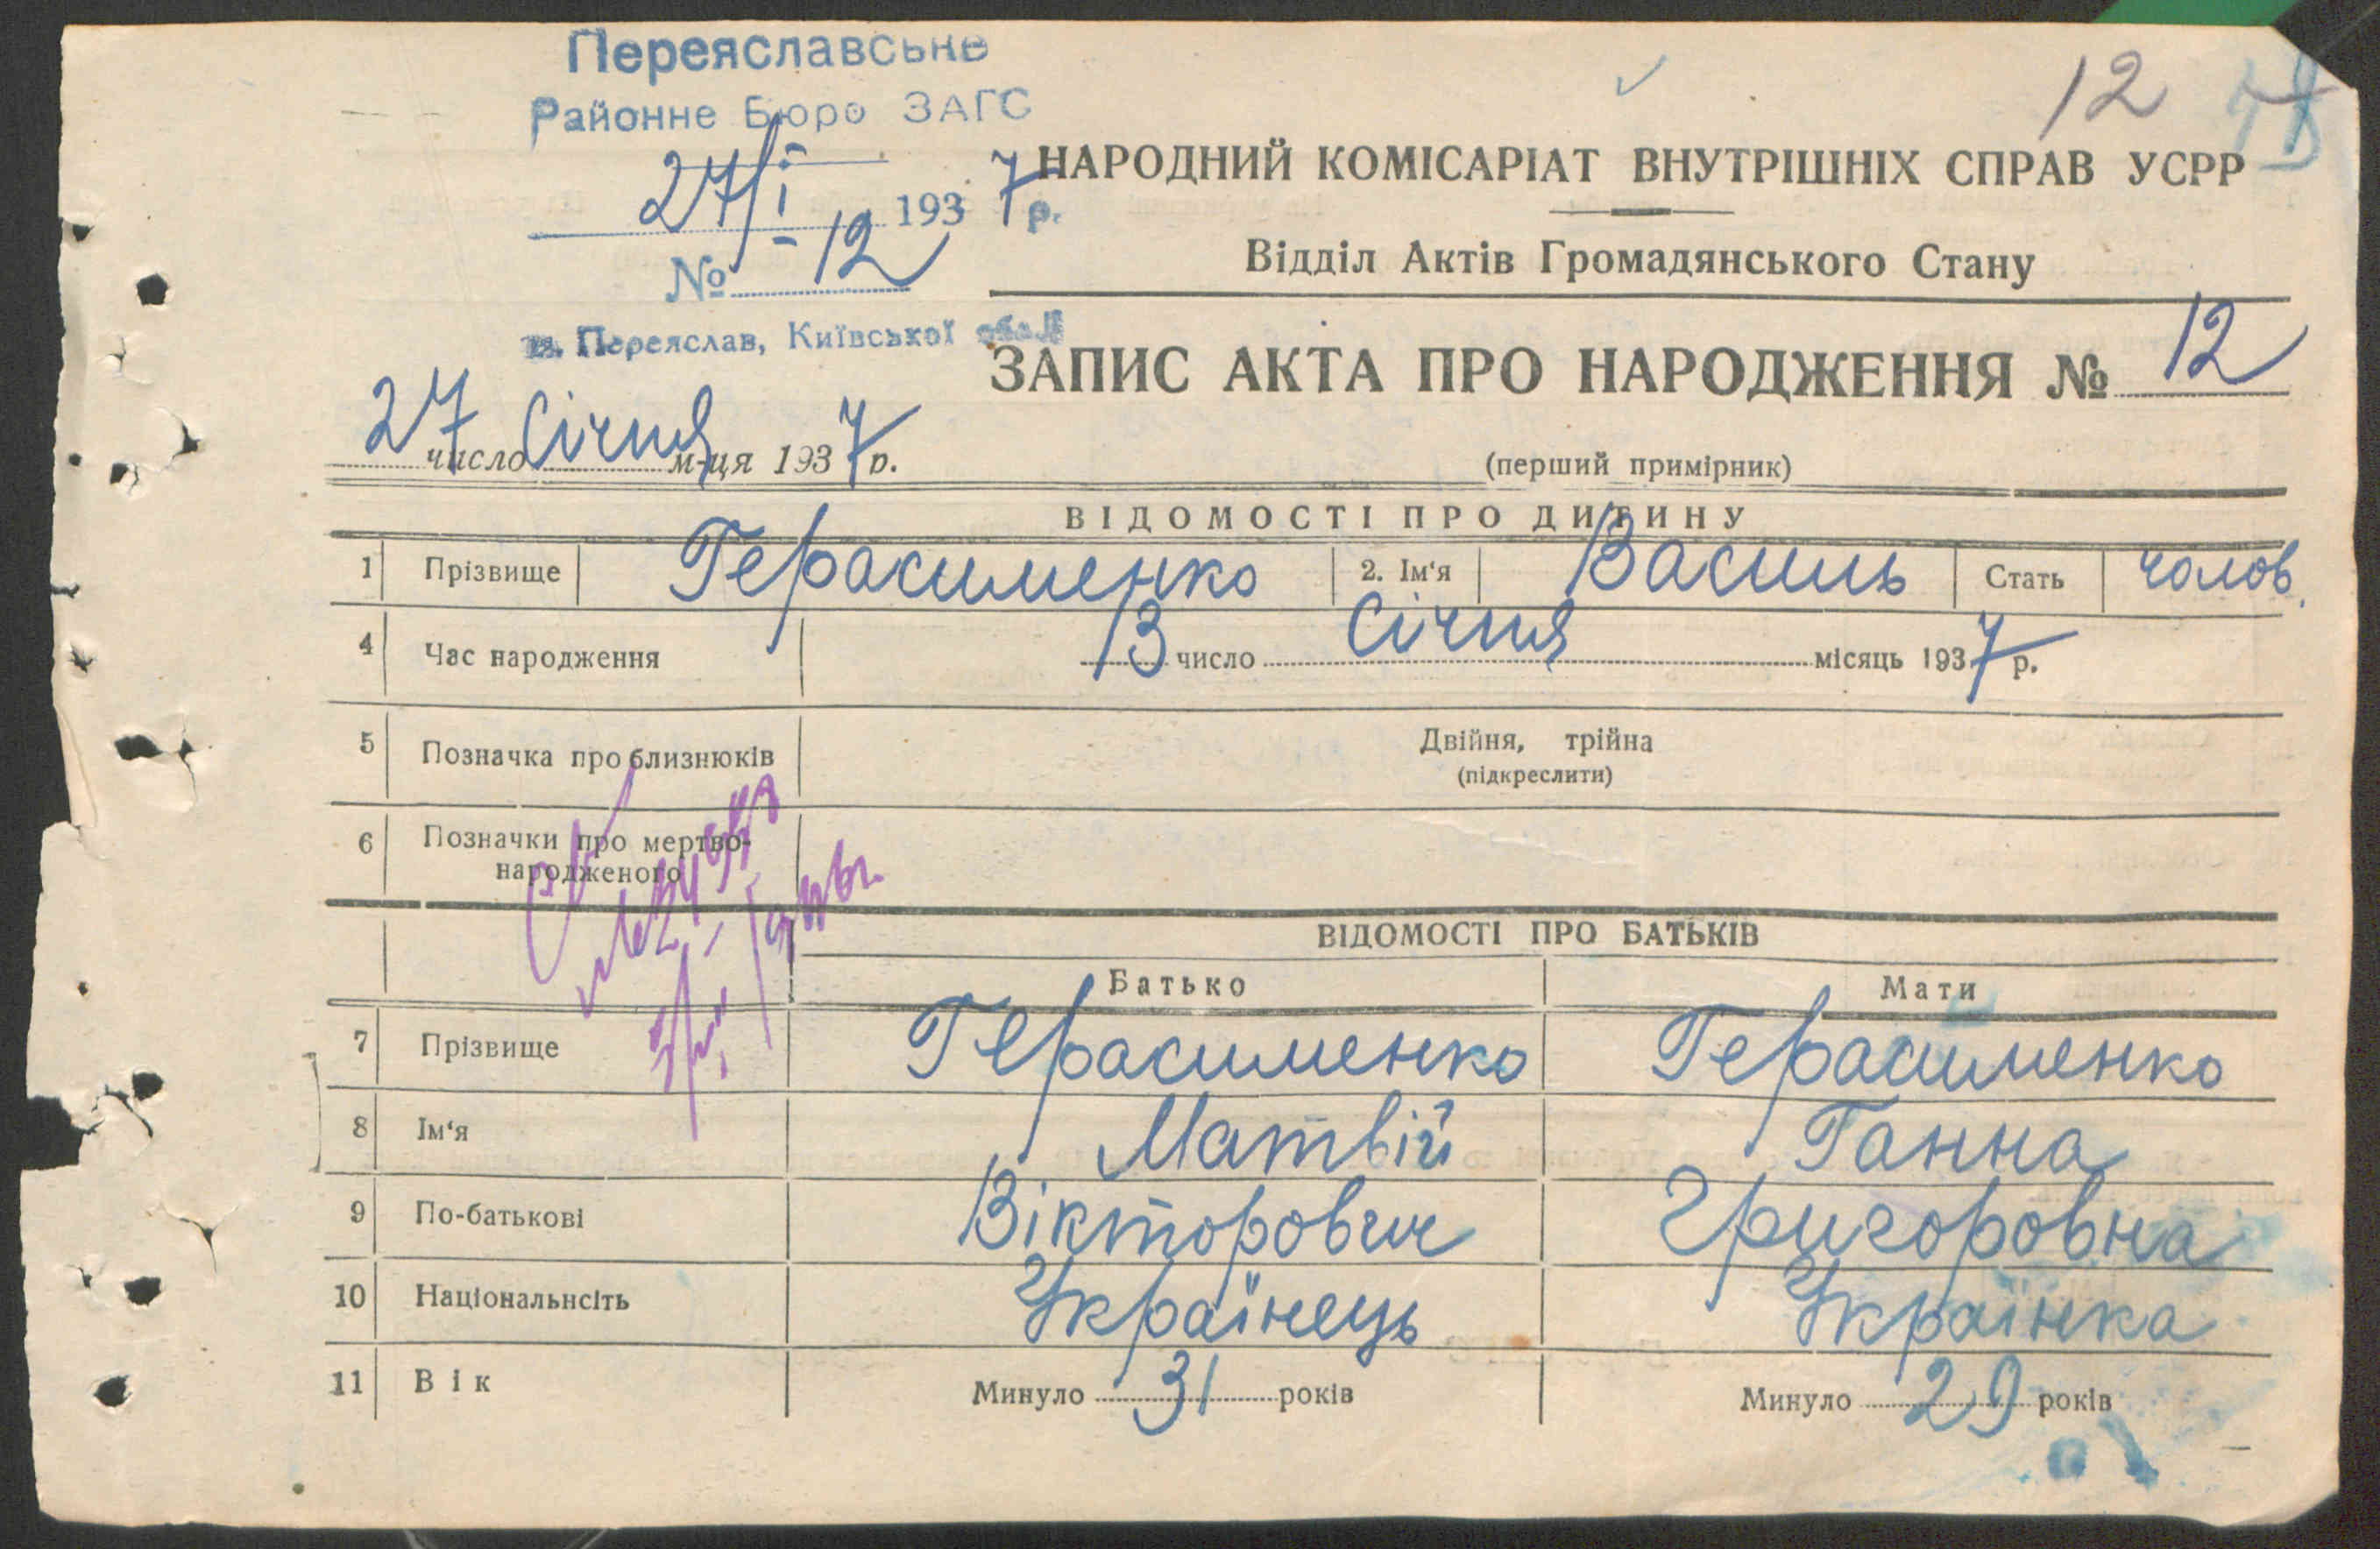 Переяславське
Районне Бюро ЗАГС
27/І 1937 р.
№ 12
м. Переяслав, Київської обл.
12
НАРОДНИЙ КОМІСАРІАТ ВНУТРІШНІХ СПРАВ УСРР
Відділ Актів Громадянського Стану
ЗАПИС АКТА ПРО НАРОДЖЕННЯ № 12
27 число Січня м-ця 1937 р.
(перший примірник)
ВІДОМОСТІ ПРО ДИТИНУ
1 Прізвище Герасименко 2. Ім'я Василь Стать чолов.
4 Час народження 13 число Січня місяць 1937 р.
5 Позначка про близнюків Двійня, трійна
(підкреслити)
6 Позначки про мертво-
народженого
ВІДОМОСТІ ПРО БАТЬКІВ
Батько Мати
7 Прізвище Герасименко Герасименко
8 Ім'я Матвій Ганна
9 По-батькові Вікторович Григоровна
10 Національнсіть Українець Українка
11 Вік Минуло 31 років Минуло 29 років